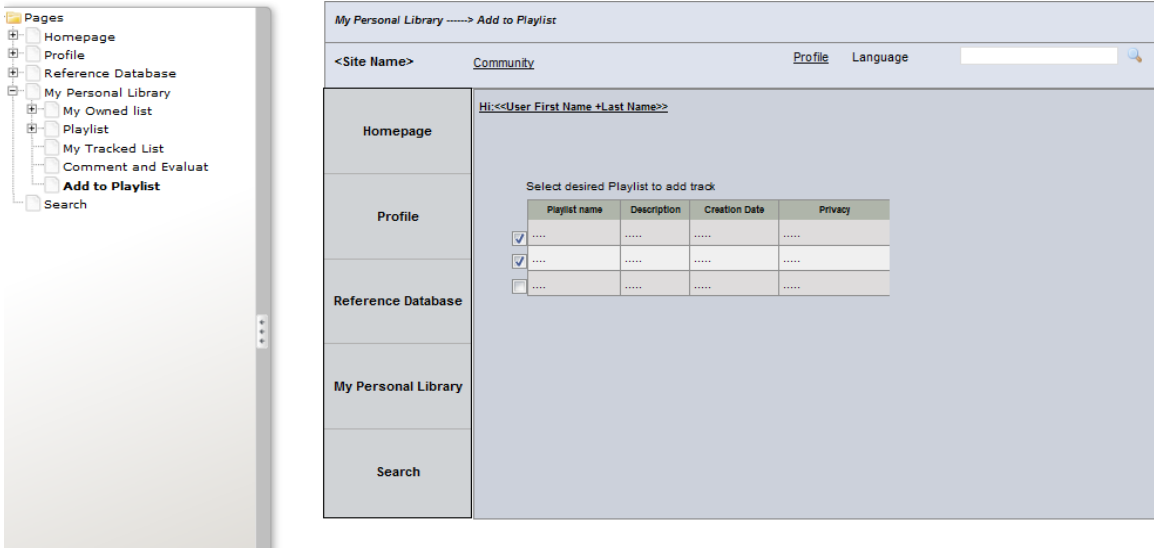 Pages
Homepage
Profile
Reference Database
My Personal Library
My Owned list
Playlist
My Tracked List
Comment and Evaluat
Add to Playlist
Search
My Personal Library ------> Add to Playlist
<Site Name> Community Profile Language
Homepage
Profile
Reference Database
My Personal Library
Search
Hi:<<User First Name +Last Name>>
Select desired Playlist to add track
Playlist name Description Creation Date Privacy
.... ..... ..... .....
.... ..... ..... .....
.... ..... ..... .....